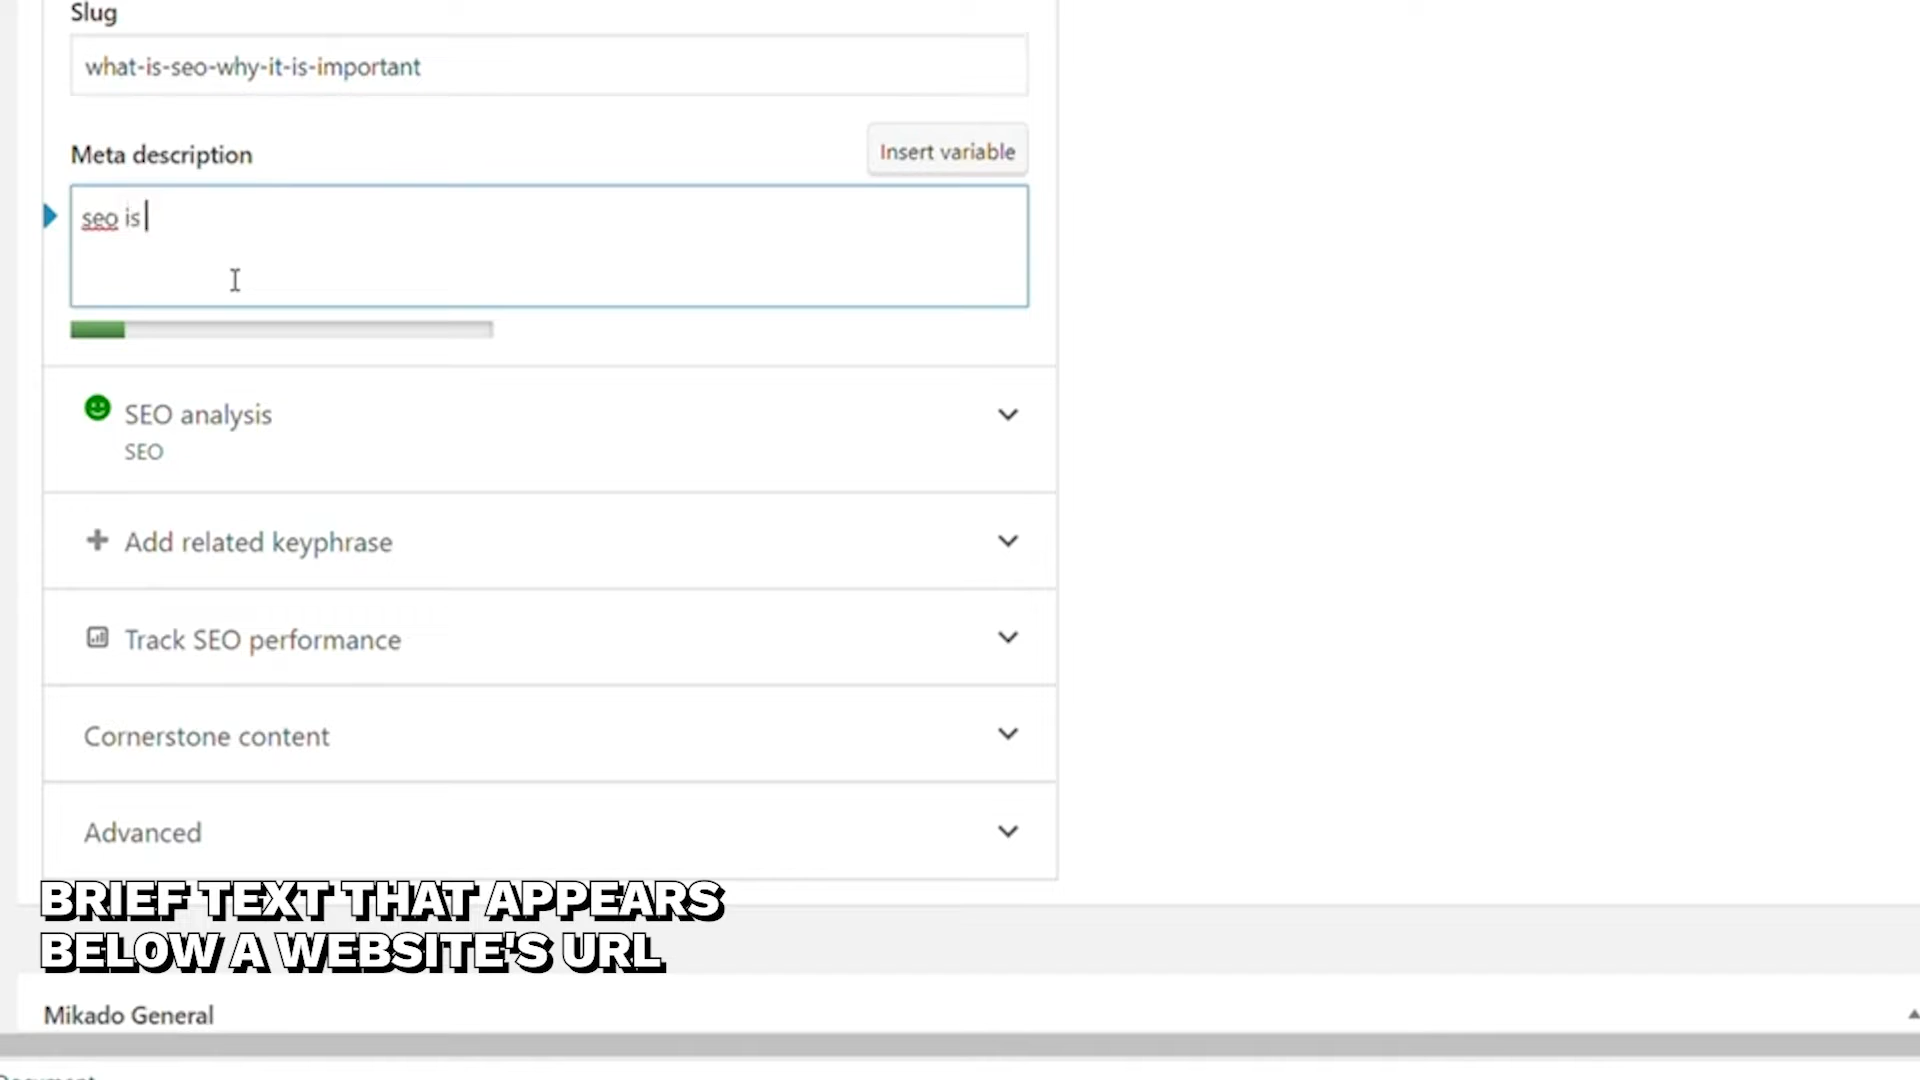 Slug
what-is-seo-why-it-is-important
Meta description
Insert variable
seo is
SEO analysis
SEO
Add related keyphrase
Track SEO performance
Cornerstone content
Advanced
BRIEF TEXT THAT APPEARS
BELOW A WEBSITE'S URL
Mikado General